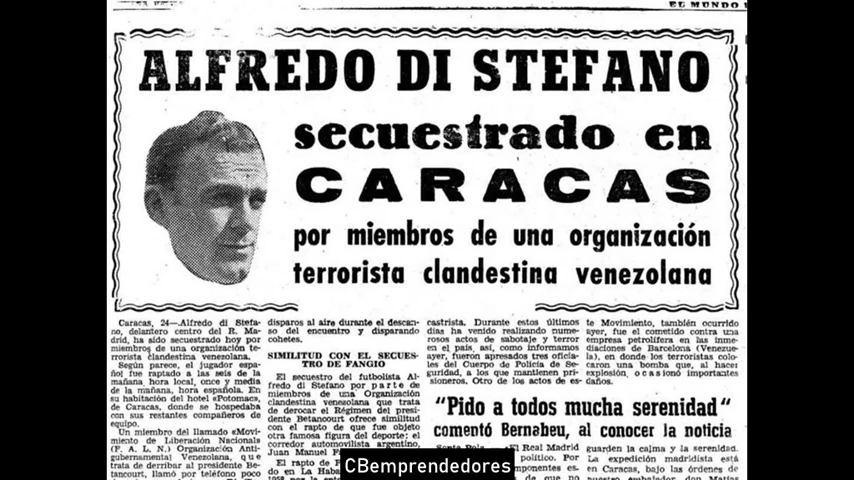 EL MUNDO
ALFREDO DI STEFANO
secuestrado en
CARACAS
por miembros de una organización
terrorista clandestina venezolana
Caracas, 24.—Alfredo di Stefa-
no, delantero centro del R. Ma-
drid, ha sido secuestrado hoy por
miembros de una organización te-
rrorista clandestina venezolana.
Según parece, el jugador espa-
ñol fue raptado a las seis de la
mañana, hora local, once y media
de la mañana, hora española. En
su habitación del hotel «Potomac»,
de Caracas, donde se hospedaba
con sus restantes compañeros de
equipo.
Un miembro del llamado «Movi-
miento de Liberación Nacional»
(F. A. L. N.) Organización Anti-
gubernamental Venezolana, que
trata de derribar al presidente Be-
tancourt, llamó por teléfono poco
disparos al aire durante el descan-
so del encuentro y disparando
cohetes.
SIMILITUD CON EL SECUES-
TRO DE FANGIO
El secuestro del futbolista Al-
fredo di Stefano por parte de
miembros de una Organización
clandestina venezolana que trata
de derrocar el Régimen del presi-
dente Betancourt ofrece similitud
con el rapto de que fue objeto
otra famosa figura del deporte: el
corredor automovilista argentino,
Juan Manuel
El rapto de
en La Haba
castrista. Durante estos últimos
días ha venido realizando nume-
rosos actos de sabotaje y terror
en el país, así, como informamos
ayer, fueron apresados tres oficia-
les del Cuerpo de Policía de Se-
guridad, a los que mantienen pri-
sioneros. Otro de los actos de es-
te Movimiento, también ocurrido
ayer, fue el cometido contra una
empresa petrolífera en las inme-
diaciones de Barcelona (Venezue-
la), en donde los terroristas colo-
caron una bomba que, al hacer
explosión, ocasionó importantes
daños.
"Pido a todos mucha serenidad"
comentó Bernabeu, al conocer la noticia
El Real Madrid
político. Por
mponentes es-
de que no
guarden la calma y la serenidad.
La expedición madridista está
en Caracas, bajo las órdenes de
nuestro embajador, don Matías
CBemprendedores